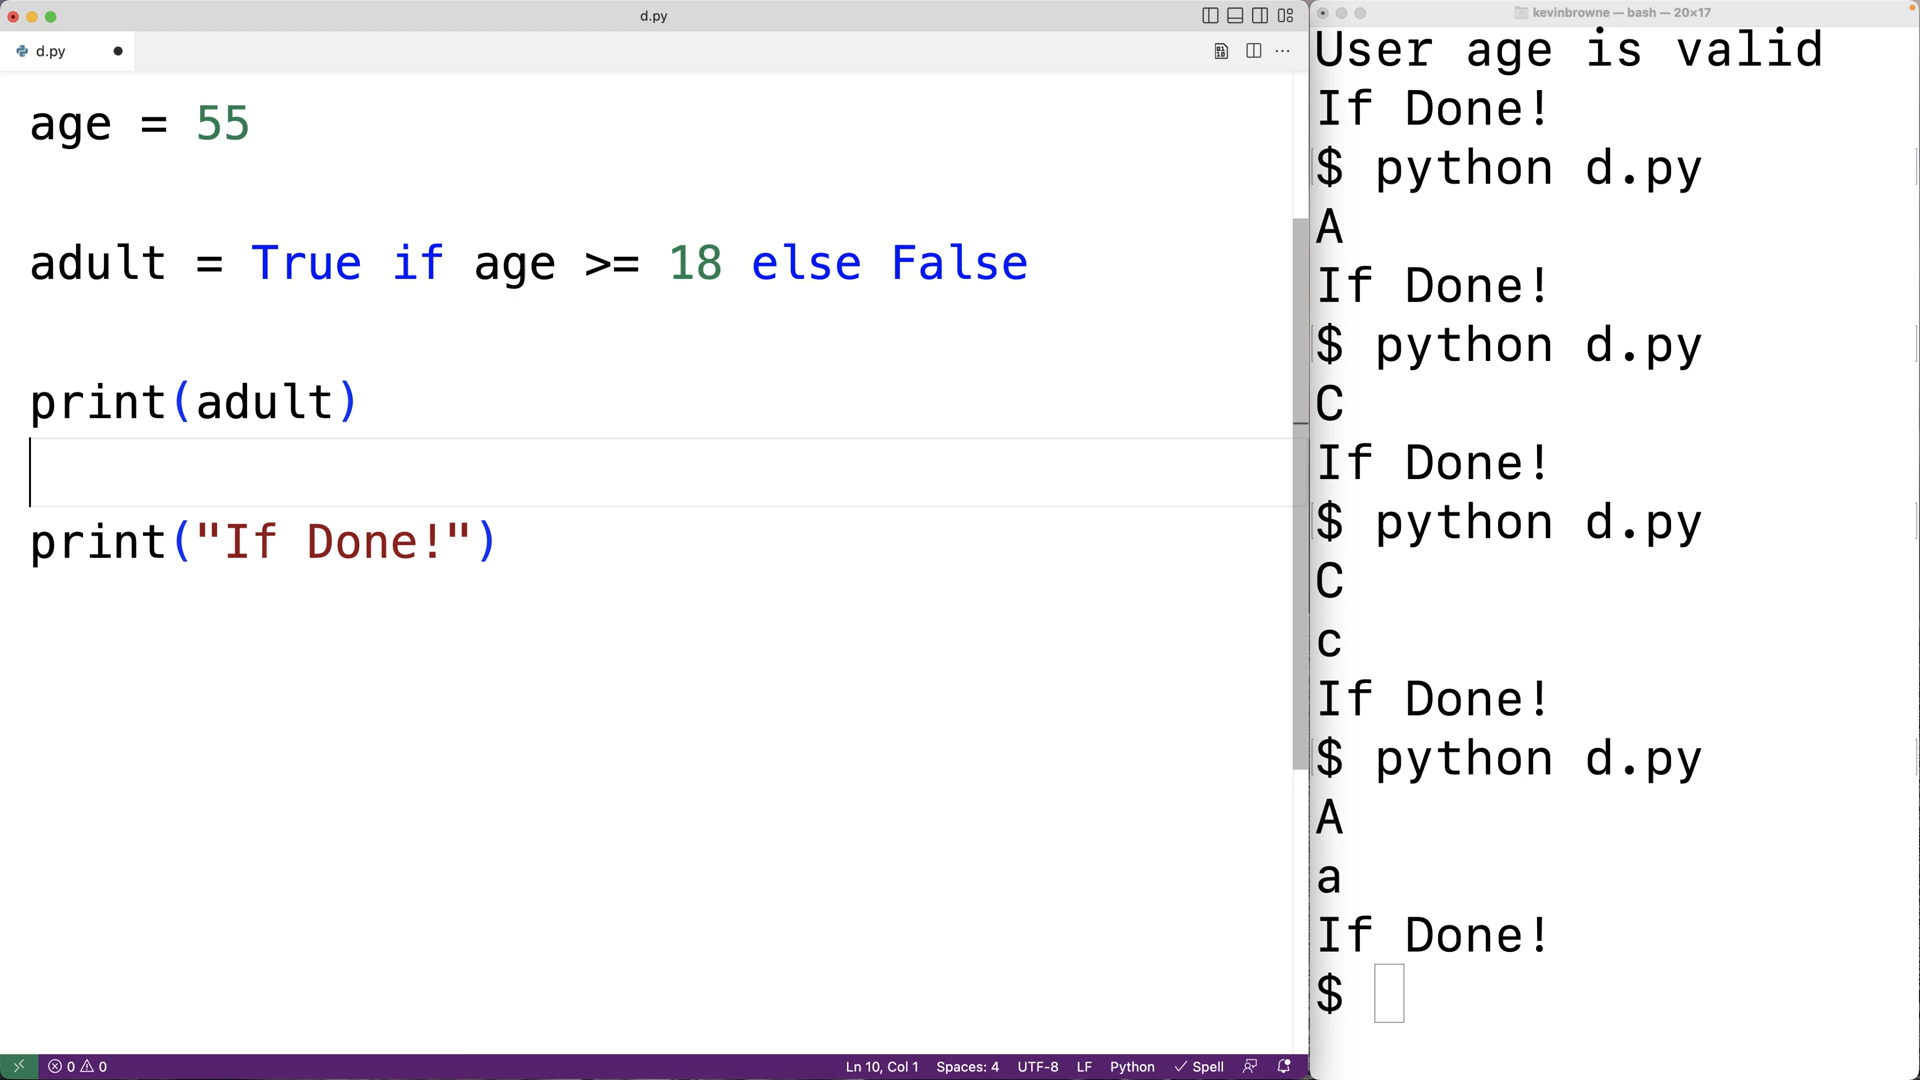 d.py
d.py
age = 55
adult = True if age >= 18 else False
print(adult)
print("If Done!")
0 0
Ln 10, Col 1 Spaces: 4 UTF-8 LF Python Spell
kevinbrowne — bash — 20×17
User age is valid
If Done!
$ python d.py
A
If Done!
$ python d.py
C
If Done!
$ python d.py
C
c
If Done!
$ python d.py
A
a
If Done!
$